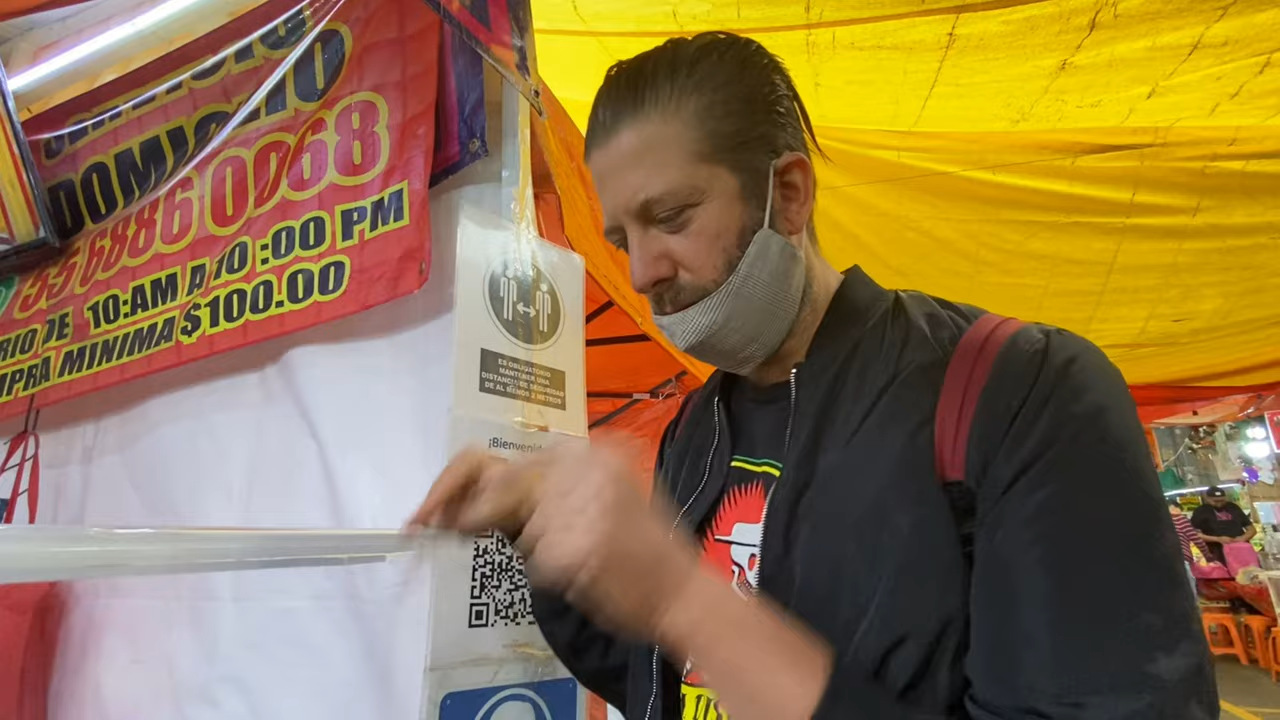 DOMICILIO
55 6886 0068
RIO DE 10:AM A 10:00 PM
MPRA MINIMA $100.00
ES OBLIGATORIO
MANTENER UNA
DISTANCIA DE SEGURIDAD
DE AL MENOS 2 METROS
¡Bienvenid